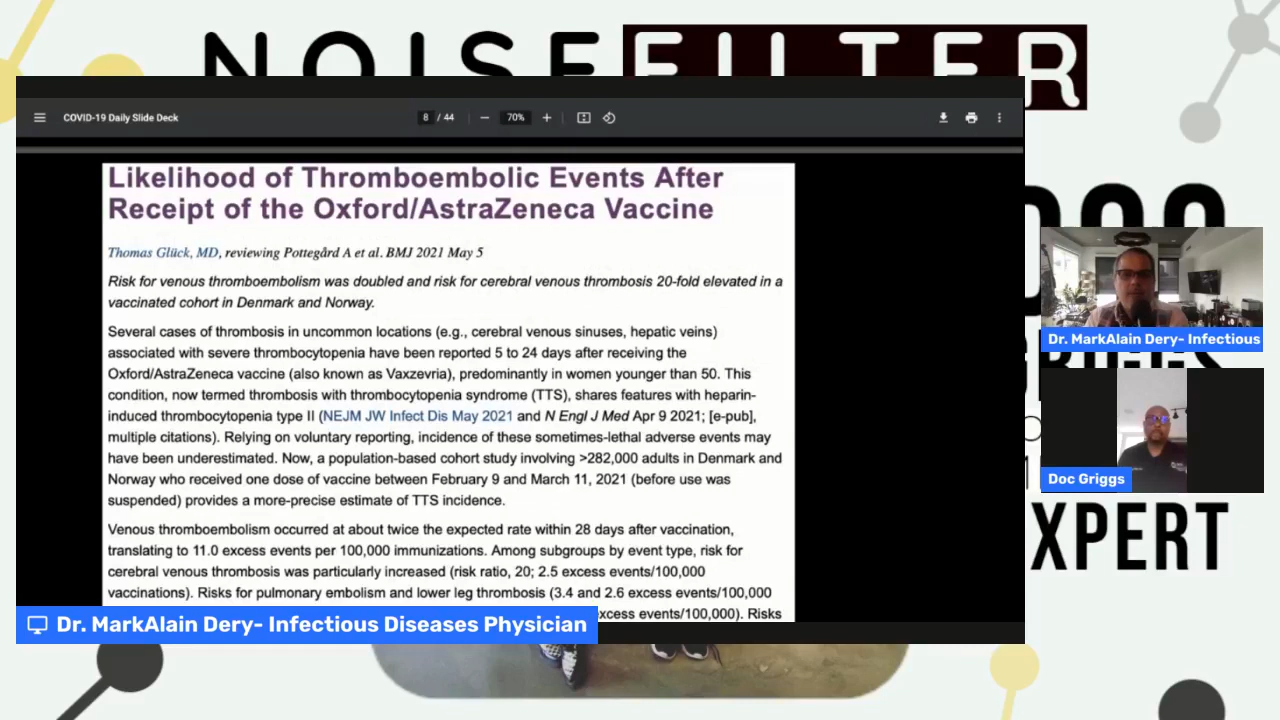 NOISEFILTER
COVID-19 Daily Slide Deck
8 / 44
70%
Likelihood of Thromboembolic Events After
Receipt of the Oxford/AstraZeneca Vaccine
Thomas Glück, MD, reviewing Pottegård A et al. BMJ 2021 May 5
Risk for venous thromboembolism was doubled and risk for cerebral venous thrombosis 20-fold elevated in a
vaccinated cohort in Denmark and Norway.
Several cases of thrombosis in uncommon locations (e.g., cerebral venous sinuses, hepatic veins)
associated with severe thrombocytopenia have been reported 5 to 24 days after receiving the
Oxford/AstraZeneca vaccine (also known as Vaxzevria), predominantly in women younger than 50. This
condition, now termed thrombosis with thrombocytopenia syndrome (TTS), shares features with heparin-
induced thrombocytopenia type II (NEJM JW Infect Dis May 2021 and N Engl J Med Apr 9 2021; [e-pub],
multiple citations). Relying on voluntary reporting, incidence of these sometimes-lethal adverse events may
have been underestimated. Now, a population-based cohort study involving >282,000 adults in Denmark and
Norway who received one dose of vaccine between February 9 and March 11, 2021 (before use was
suspended) provides a more-precise estimate of TTS incidence.
Venous thromboembolism occurred at about twice the expected rate within 28 days after vaccination,
translating to 11.0 excess events per 100,000 immunizations. Among subgroups by event type, risk for
cerebral venous thrombosis was particularly increased (risk ratio, 20; 2.5 excess events/100,000
vaccinations). Risks for pulmonary embolism and lower leg thrombosis (3.4 and 2.6 excess events/100,000
excess events/100,000). Risks
Dr. MarkAlain Dery- Infectious Diseases Physician
Dr. MarkAlain Dery- Infectious
Doc Griggs
XPERT